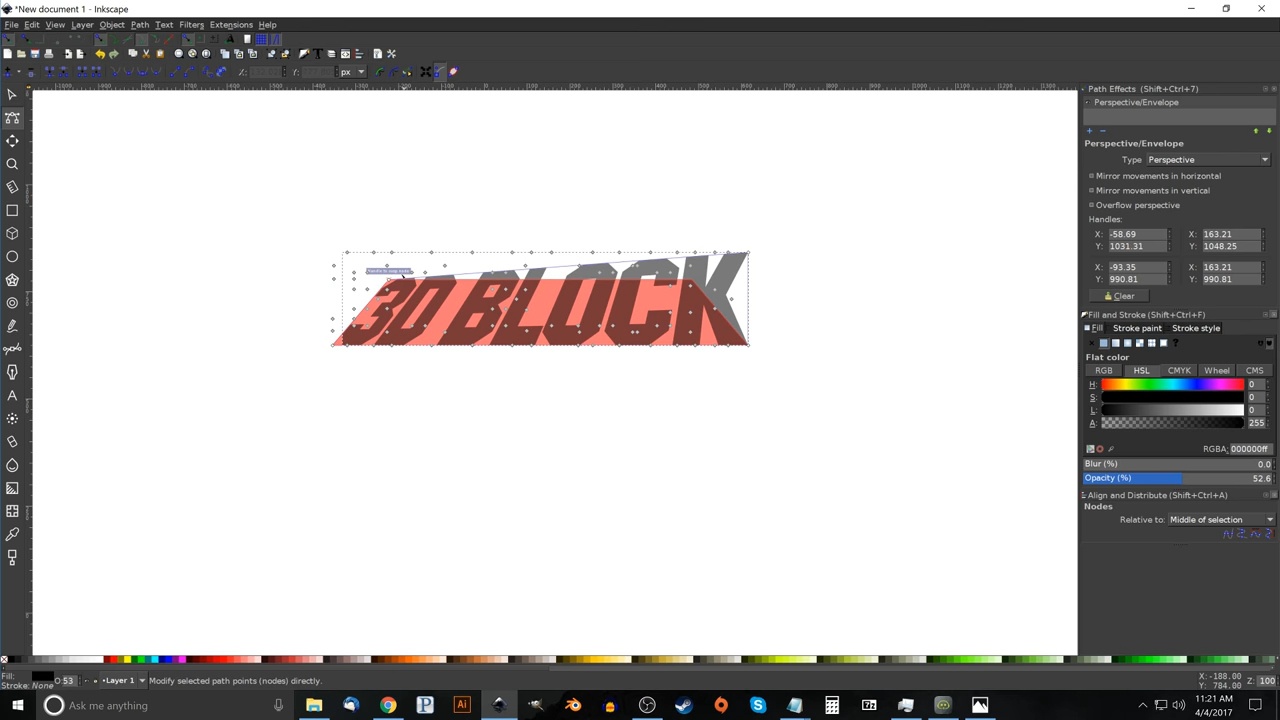 *New document 1 - Inkscape
File Edit View Layer Object Path Text Filters Extensions Help
X: Y: px
Path Effects (Shift+Ctrl+7)
Perspective/Envelope
Perspective/Envelope
Type Perspective
Mirror movements in horizontal
Mirror movements in vertical
Overflow perspective
Handles:
X: -58.69 X: 163.21
Y: 1031.31 Y: 1048.25
X: -93.35 X: 163.21
Y: 990.81 Y: 990.81
Clear
Fill and Stroke (Shift+Ctrl+F)
Fill Stroke paint Stroke style
Flat color
RGB HSL CMYK Wheel CMS
H: 0
S: 0
L: 0
A: 255
RGBA: 000000ff
Blur (%) 0.0
Opacity (%) 52.6
Align and Distribute (Shift+Ctrl+A)
Nodes
Relative to: Middle of selection
3D BLOCK
Fill:
Stroke: None
O: 53
Layer 1
Modify selected path points (nodes) directly.
X: -188.00
Y: 784.00
Z: 100
Ask me anything
11:21 AM
4/4/2017